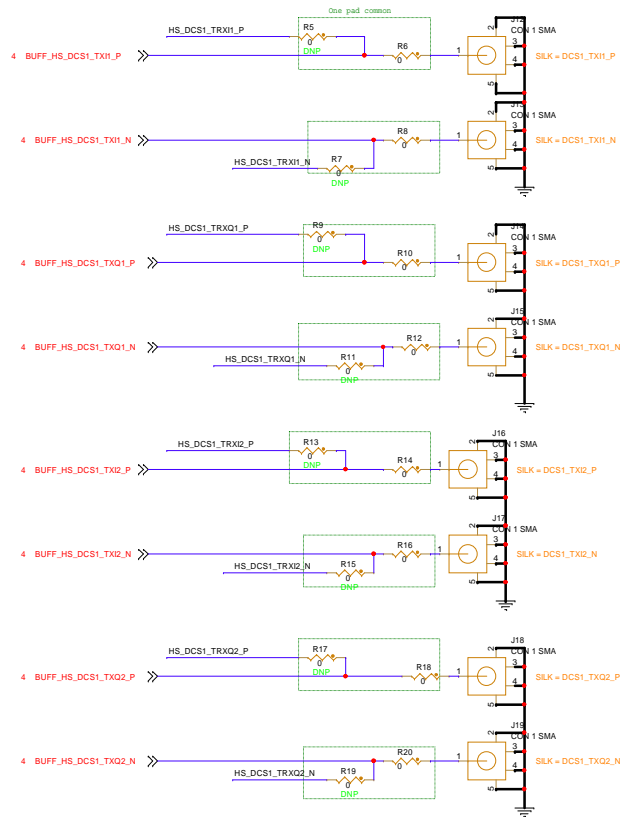 One pad common
HS_DCS1_TRXI1_P
R5
0
DNP
4 BUFF_HS_DCS1_TXI1_P
R6
0
1
J12
CON 1 SMA
2
3
4
5
SILK = DCS1_TXI1_P
4 BUFF_HS_DCS1_TXI1_N
R8
0
1
J13
CON 1 SMA
2
3
4
5
SILK = DCS1_TXI1_N
HS_DCS1_TRXI1_N
R7
0
DNP
HS_DCS1_TRXQ1_P
R9
0
DNP
4 BUFF_HS_DCS1_TXQ1_P
R10
0
1
J14
CON 1 SMA
2
3
4
5
SILK = DCS1_TXQ1_P
4 BUFF_HS_DCS1_TXQ1_N
R12
0
1
J15
CON 1 SMA
2
3
4
5
SILK = DCS1_TXQ1_N
HS_DCS1_TRXQ1_N
R11
0
DNP
HS_DCS1_TRXI2_P
R13
0
DNP
4 BUFF_HS_DCS1_TXI2_P
R14
0
1
J16
CON 1 SMA
2
3
4
5
SILK = DCS1_TXI2_P
4 BUFF_HS_DCS1_TXI2_N
R16
0
1
J17
CON 1 SMA
2
3
4
5
SILK = DCS1_TXI2_N
HS_DCS1_TRXI2_N
R15
0
DNP
HS_DCS1_TRXQ2_P
R17
0
DNP
4 BUFF_HS_DCS1_TXQ2_P
R18
0
1
J18
CON 1 SMA
2
3
4
5
SILK = DCS1_TXQ2_P
4 BUFF_HS_DCS1_TXQ2_N
R20
0
1
J19
CON 1 SMA
2
3
4
5
SILK = DCS1_TXQ2_N
HS_DCS1_TRXQ2_N
R19
0
DNP